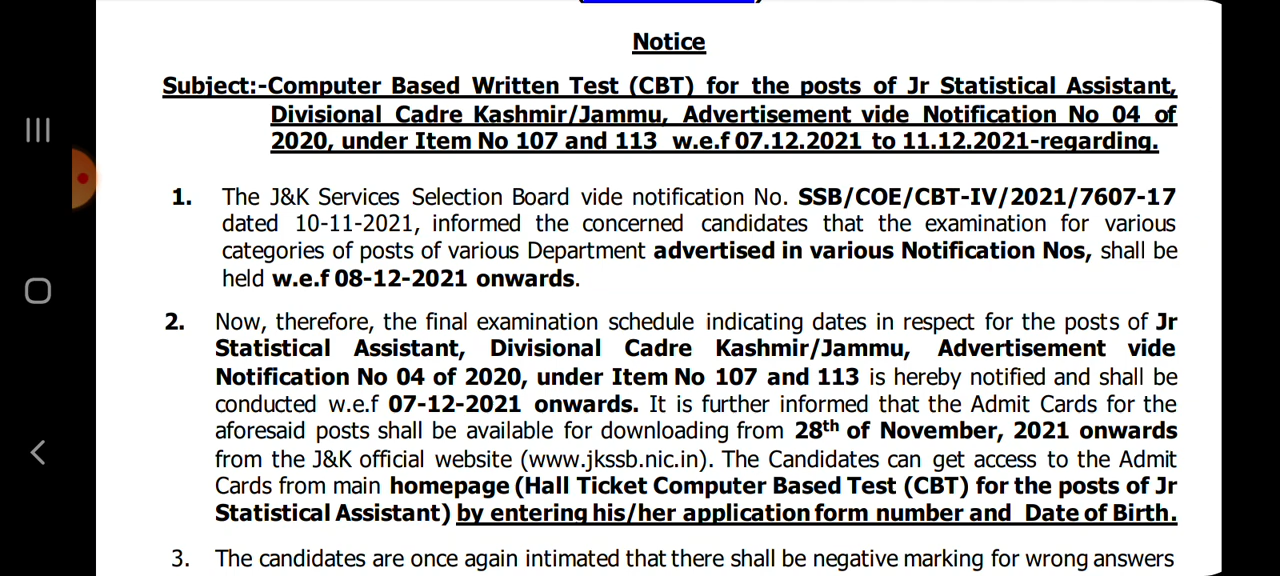 Notice
Subject:-Computer Based Written Test (CBT) for the posts of Jr Statistical Assistant,
Divisional Cadre Kashmir/Jammu, Advertisement vide Notification No 04 of
2020, under Item No 107 and 113 w.e.f 07.12.2021 to 11.12.2021-regarding.
1. The J&K Services Selection Board vide notification No. SSB/COE/CBT-IV/2021/7607-17
dated 10-11-2021, informed the concerned candidates that the examination for various
categories of posts of various Department advertised in various Notification Nos, shall be
held w.e.f 08-12-2021 onwards.
2. Now, therefore, the final examination schedule indicating dates in respect for the posts of Jr
Statistical Assistant, Divisional Cadre Kashmir/Jammu, Advertisement vide
Notification No 04 of 2020, under Item No 107 and 113 is hereby notified and shall be
conducted w.e.f 07-12-2021 onwards. It is further informed that the Admit Cards for the
aforesaid posts shall be available for downloading from 28th of November, 2021 onwards
from the J&K official website (www.jkssb.nic.in). The Candidates can get access to the Admit
Cards from main homepage (Hall Ticket Computer Based Test (CBT) for the posts of Jr
Statistical Assistant) by entering his/her application form number and Date of Birth.
3. The candidates are once again intimated that there shall be negative marking for wrong answers